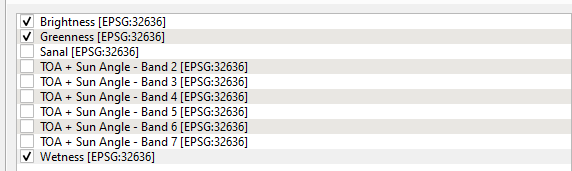 Brightness [EPSG:32636]
Greenness [EPSG:32636]
Sanal [EPSG:32636]
TOA + Sun Angle - Band 2 [EPSG:32636]
TOA + Sun Angle - Band 3 [EPSG:32636]
TOA + Sun Angle - Band 4 [EPSG:32636]
TOA + Sun Angle - Band 5 [EPSG:32636]
TOA + Sun Angle - Band 6 [EPSG:32636]
TOA + Sun Angle - Band 7 [EPSG:32636]
Wetness [EPSG:32636]